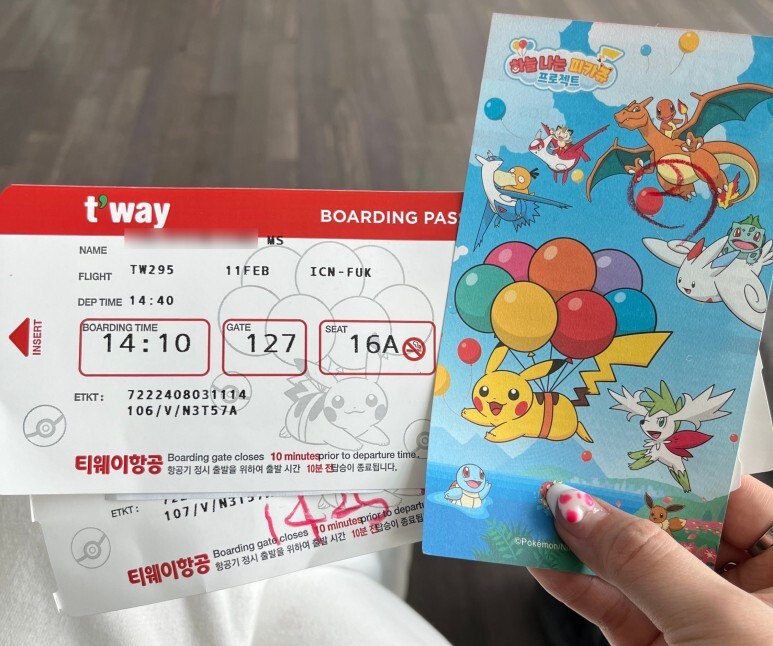 t'way
BOARDING PASS
NAME MS
FLIGHT TW295 11FEB ICN-FUK
DEP TIME 14:40
BOARDING TIME 14:10
GATE 127
SEAT 16A
INSERT
ETKT: 7222408031114
106/V/N3T57A
티웨이항공 Boarding gate closes 10 minutes prior to departure time.
항공기 정시 출발을 위하여 출발 시간 10분 전 탑승이 종료됩니다.
ETKT:
107/V/N3T57
14:25
티웨이항공 Boarding gate closes 10 minutes prior to departu
항공기 정시 출발을 위하여 출발 시간 10분 전 탑승이 종료됩
하늘 나는 피카츄
프로젝트
©Pokémon/N